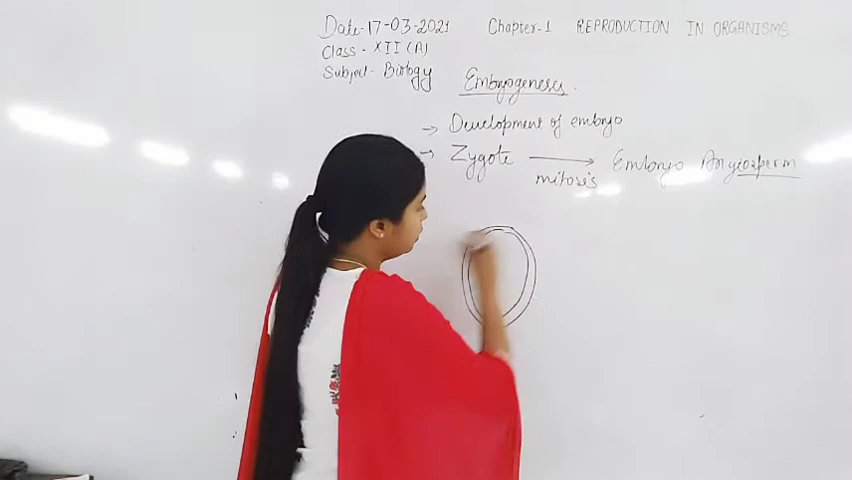 Date-17-03-2021 Chapter-1 REPRODUCTION IN ORGANISMS
Class - XII (A)
Subject- Biology
Embryogenesis.
→ Development of embryo
→ Zygote → Embryo Angiosperm
mitosis